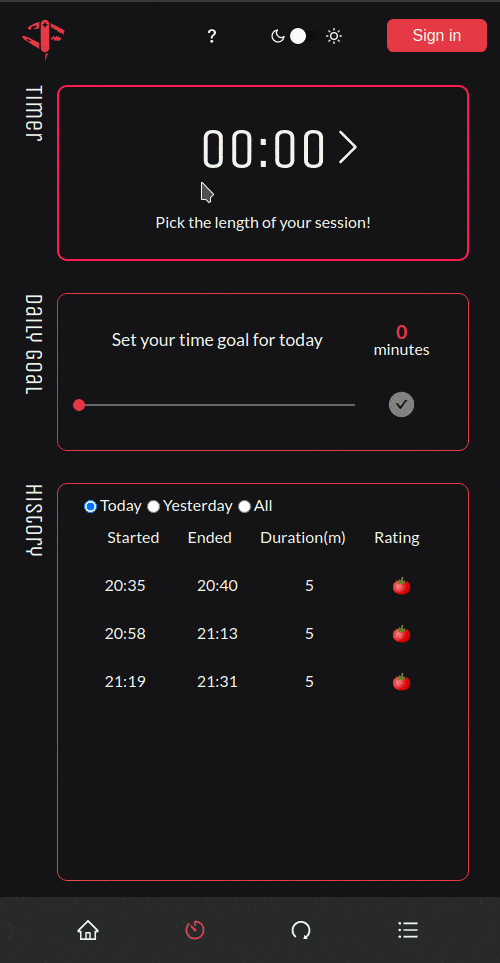 ?
Sign in
Timer
00:00
Pick the length of your session!
Daily Goal
Set your time goal for today
0
minutes
History
Today Yesterday All
Started Ended Duration(m) Rating
20:35 20:40 5
20:58 21:13 5
21:19 21:31 5